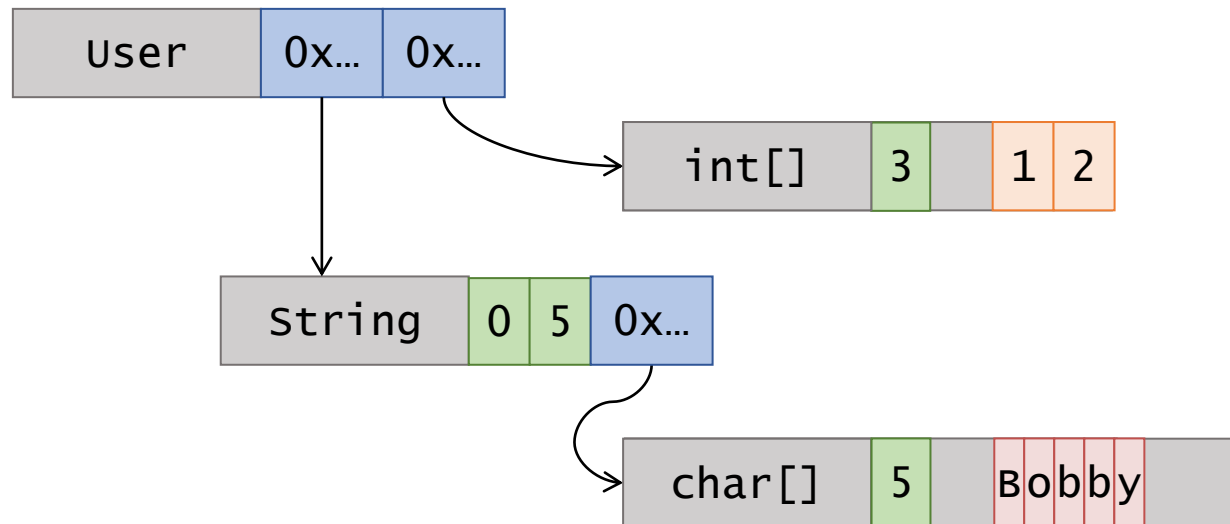 User 0x… 0x…
int[] 3 1 2
String 0 5 0x…
char[] 5 Bobby